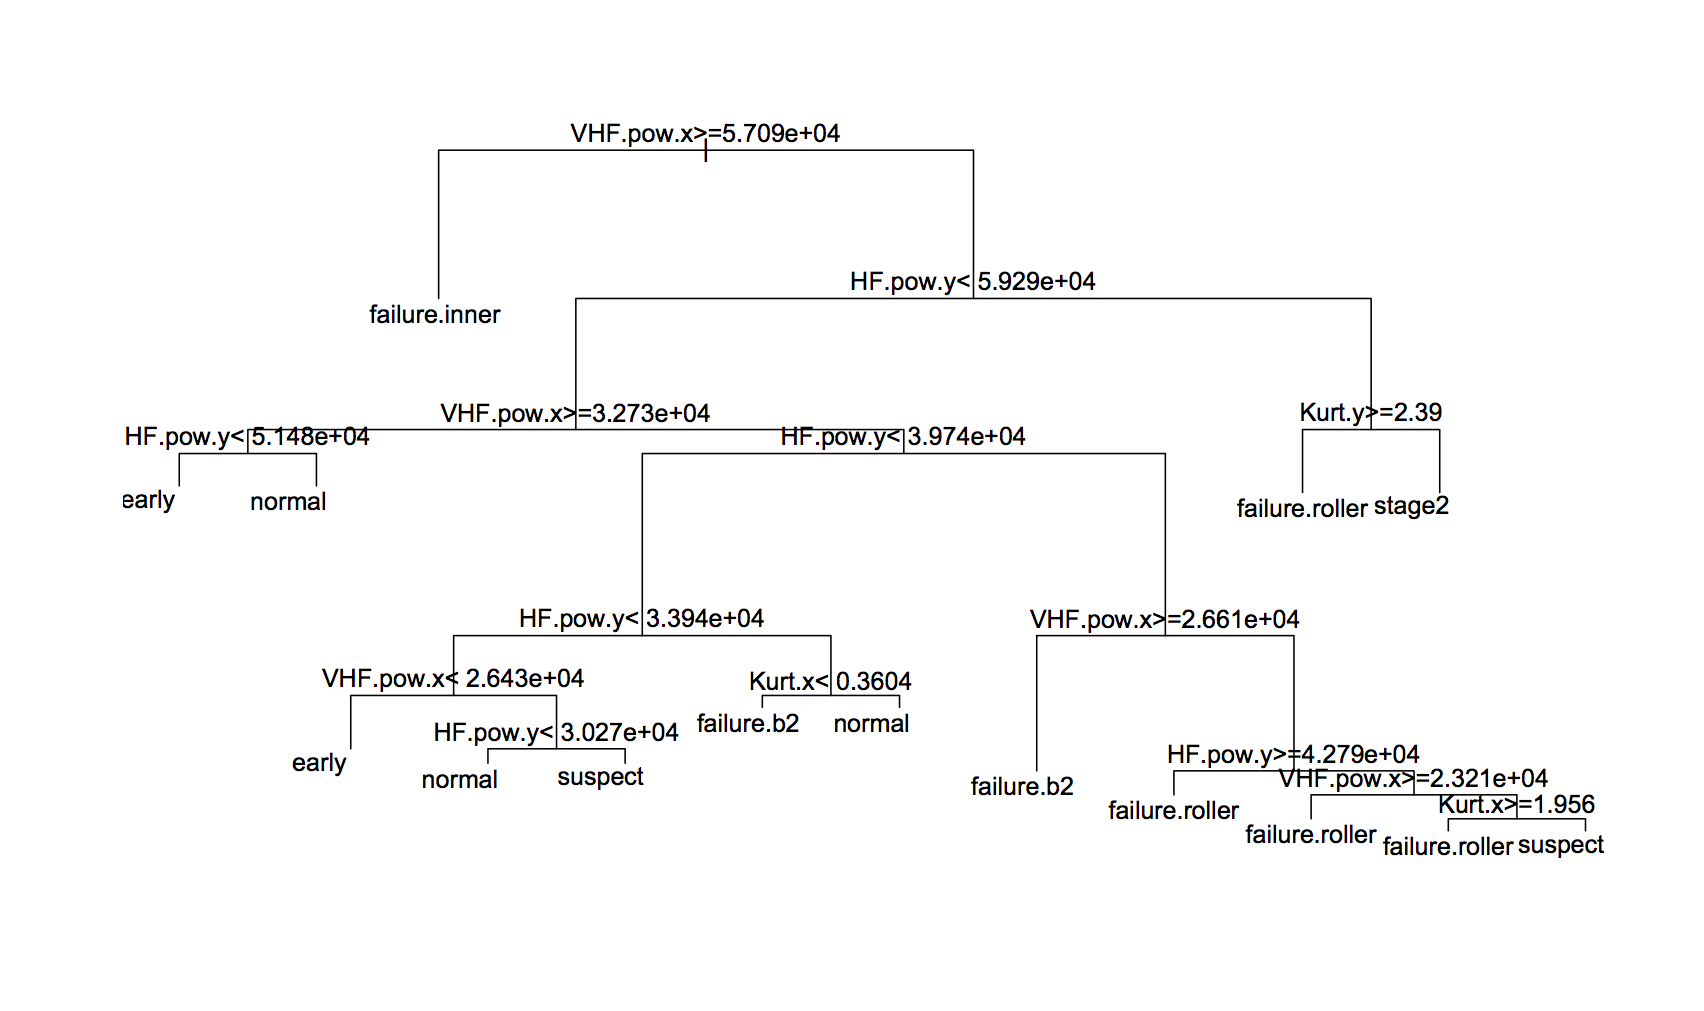 VHF.pow.x>=5.709e+04
HF.pow.y< 5.929e+04
failure.inner
VHF.pow.x>=3.273e+04
Kurt.y>=2.39
HF.pow.y< 5.148e+04
HF.pow.y< 3.974e+04
early
normal
failure.roller
stage2
HF.pow.y< 3.394e+04
VHF.pow.x>=2.661e+04
VHF.pow.x< 2.643e+04
Kurt.x< 0.3604
failure.b2
normal
HF.pow.y< 3.027e+04
early
normal
suspect
HF.pow.y>=4.279e+04
VHF.pow.x>=2.321e+04
failure.b2
Kurt.x>=1.956
failure.roller
failure.roller
failure.roller
suspect